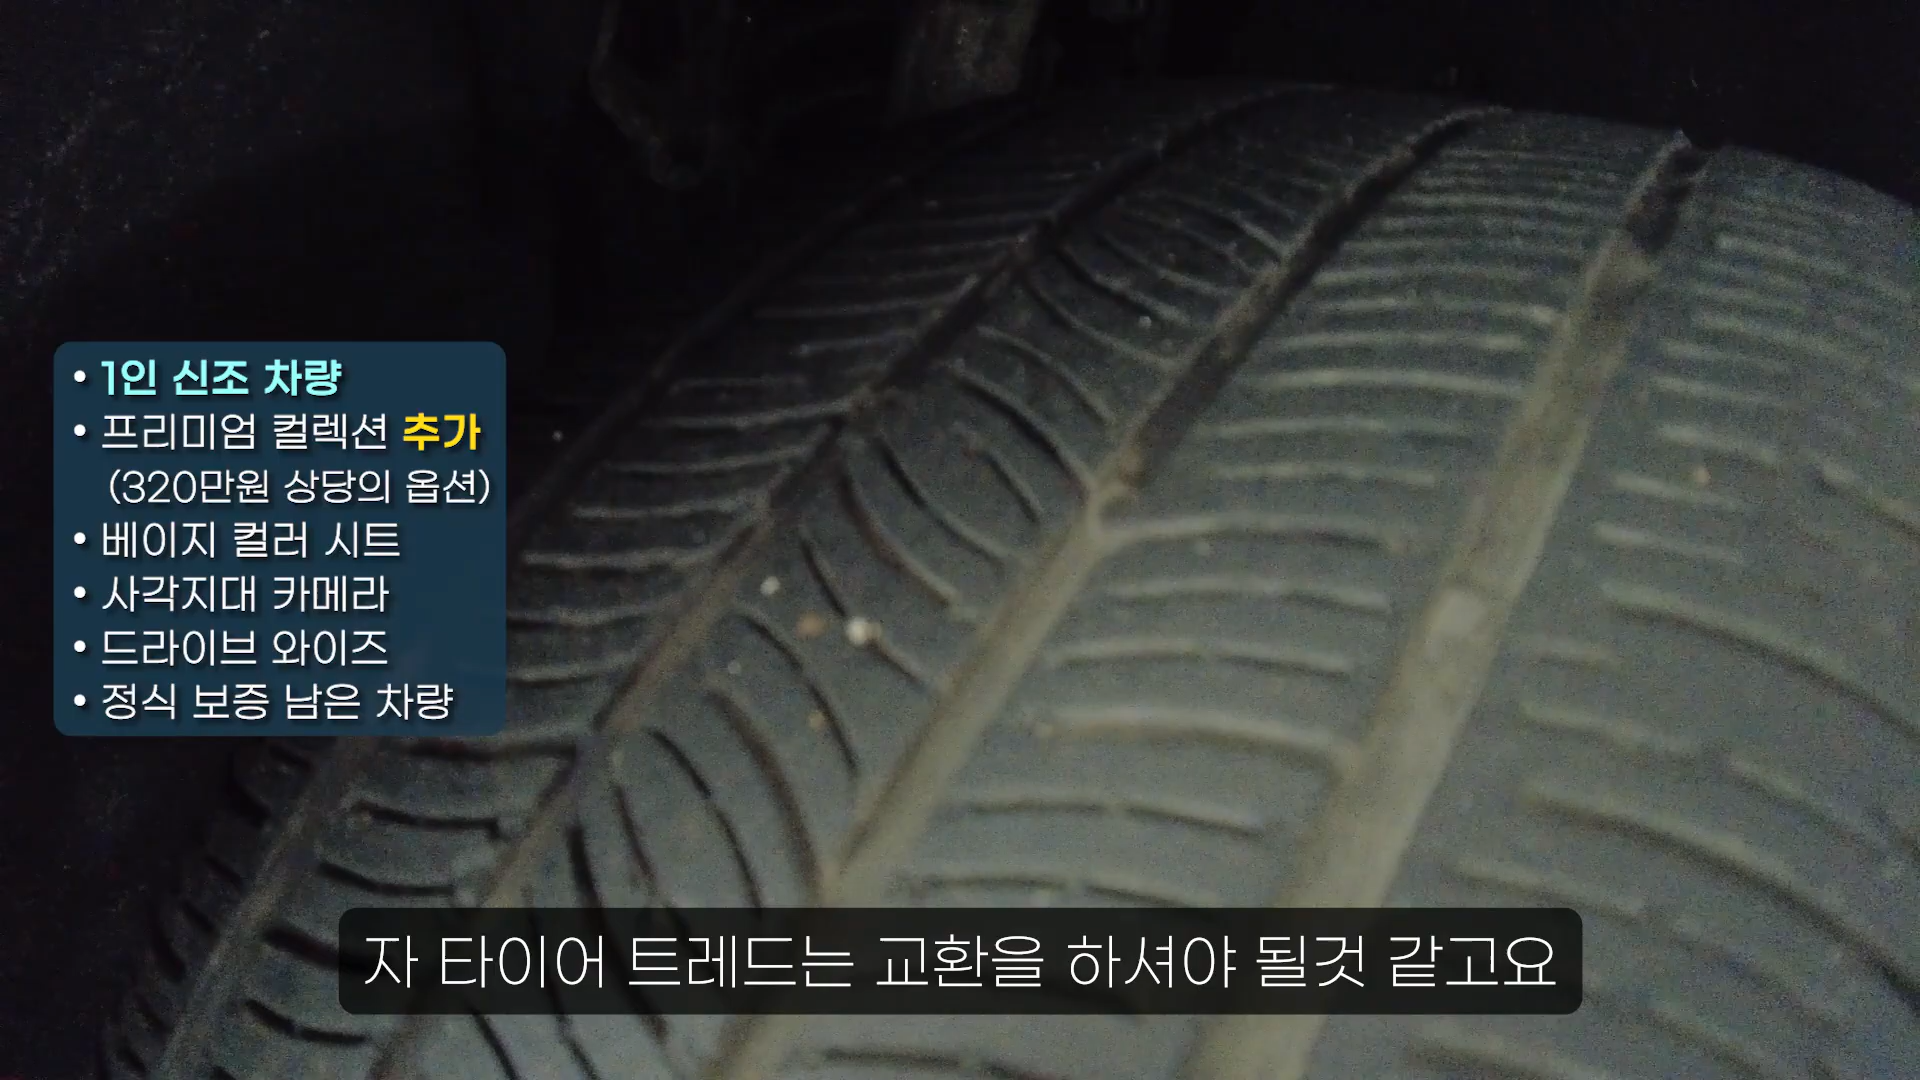 • 1인 신조 차량
• 프리미엄 컬렉션 추가
(320만원 상당의 옵션)
• 베이지 컬러 시트
• 사각지대 카메라
• 드라이브 와이즈
• 정식 보증 남은 차량
자 타이어 트레드는 교환을 하셔야 될것 같고요